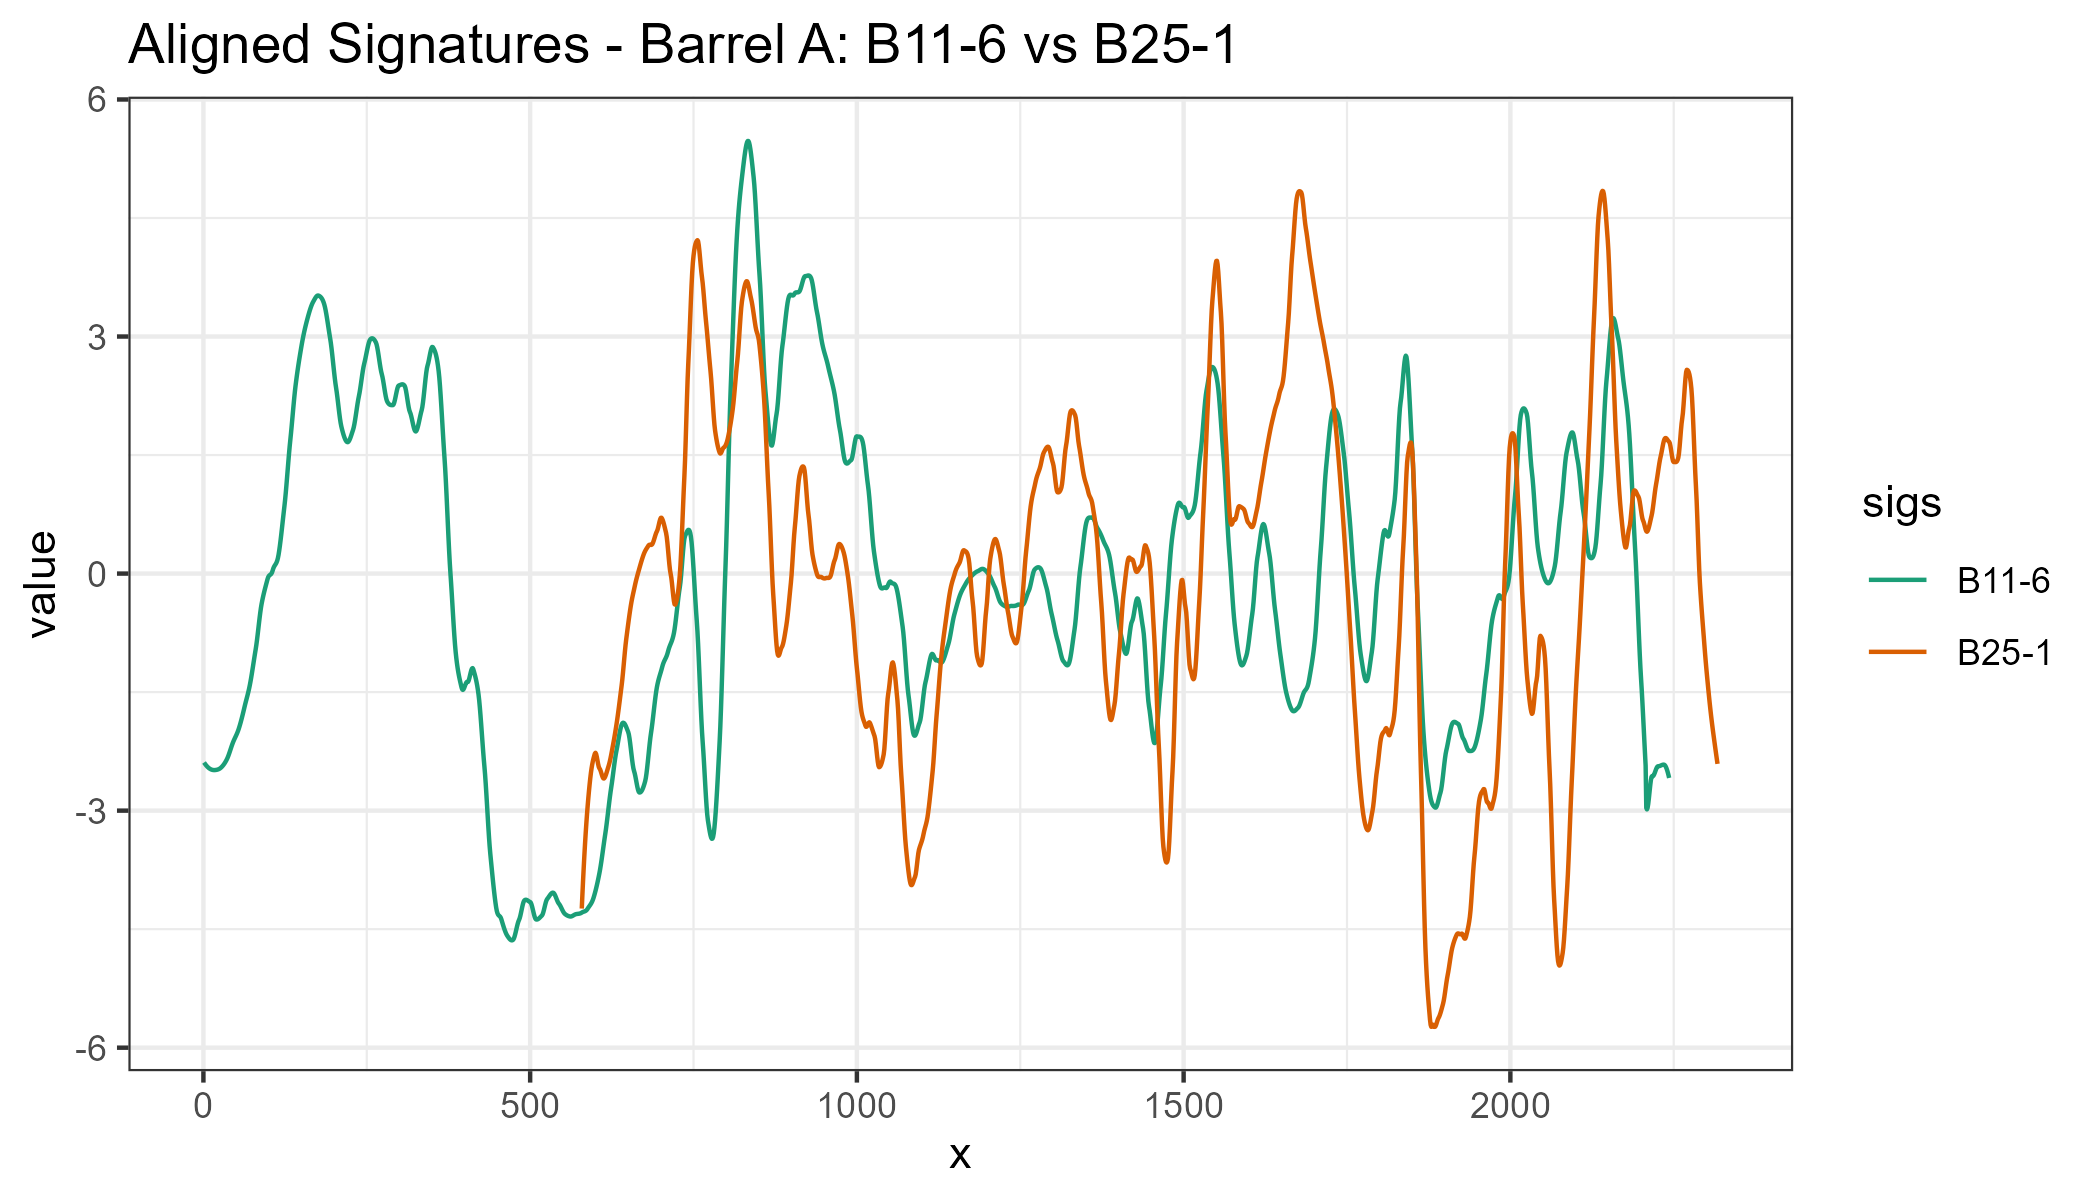 Aligned Signatures - Barrel A: B11-6 vs B25-1
6
3
0
-3
-6
value
0 500 1000 1500 2000
x
sigs
B11-6
B25-1